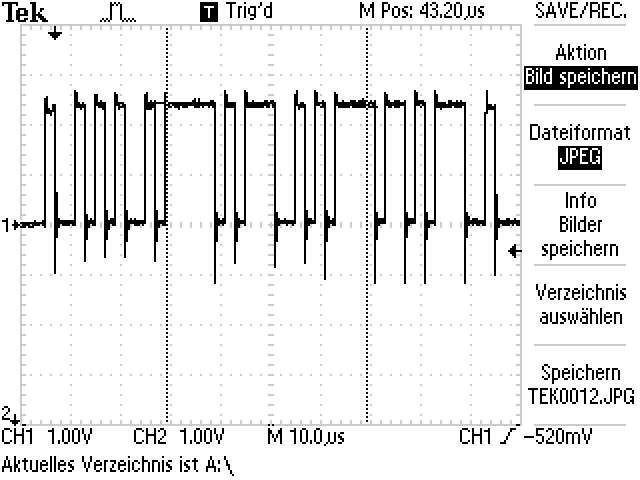 Tek T Trig'd M Pos: 43.20µs SAVE/REC.
Aktion
Bild speichern
Dateiformat
JPEG
Info
Bilder
speichern
Verzeichnis
auswählen
Speichern
TEK0012.JPG
1
2
CH1 1.00V CH2 1.00V M 10.0µs CH1 -520mV
Aktuelles Verzeichnis ist A:\